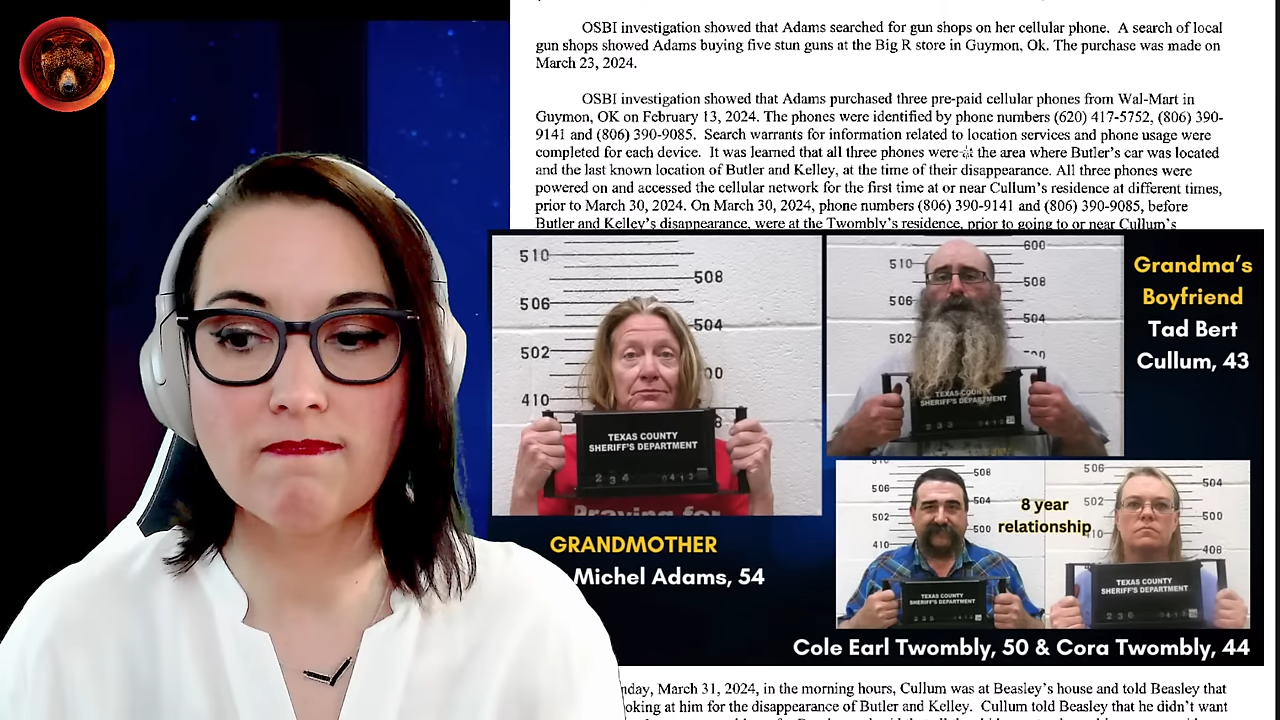 OSBI investigation showed that Adams searched for gun shops on her cellular phone. A search of local
gun shops showed Adams buying five stun guns at the Big R store in Guymon, Ok. The purchase was made on
March 23, 2024.
OSBI investigation showed that Adams purchased three pre-paid cellular phones from Wal-Mart in
Guymon, OK on February 13, 2024. The phones were identified by phone numbers (620) 417-5752, (806) 390-
9141 and (806) 390-9085. Search warrants for information related to location services and phone usage were
completed for each device. It was learned that all three phones were at the area where Butler's car was located
and the last known location of Butler and Kelley, at the time of their disappearance. All three phones were
powered on and accessed the cellular network for the first time at or near Cullum's residence at different times,
prior to March 30, 2024. On March 30, 2024, phone numbers (806) 390-9141 and (806) 390-9085, before
Butler and Kelley's disappearance, were at the Twombly's residence, prior to going to or near Cullum's
510
508
506
504
502
00
410
TEXAS COUNTY
SHERIFF'S DEPARTMENT
2 3 4 0 4 1 3
Praying for
GRANDMOTHER
Michel Adams, 54
600
510
508
506
504
502
TEXAS COUNTY
SHERIFF'S DEPARTMENT
Grandma's
Boyfriend
Tad Bert
Cullum, 43
508
506
504
502
500
410
TEXAS COUNTY
SHERIFF'S DEPARTMENT
8 year
relationship
506
504
502
500
410
408
TEXAS COUNTY
SHERIFF'S DEPARTMENT
Cole Earl Twombly, 50 & Cora Twombly, 44
nday, March 31, 2024, in the morning hours, Cullum was at Beasley's house and told Beasley that
oking at him for the disappearance of Butler and Kelley. Cullum told Beasley that he didn't want